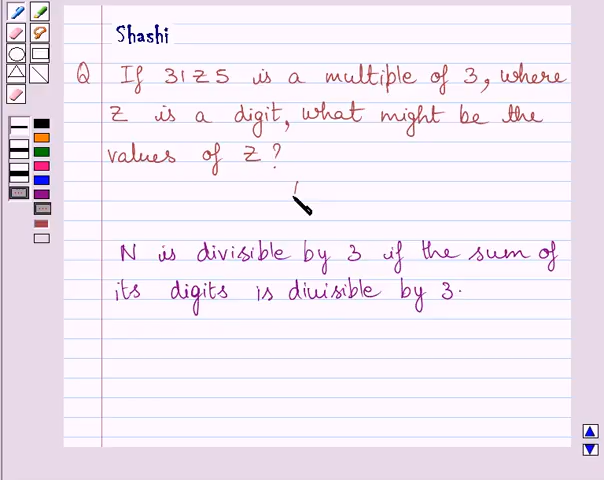 Shashi
Q If 31z5 is a multiple of 3, where
z is a digit, what might be the
values of z?
N is divisible by 3 if the sum of
its digits is divisible by 3.